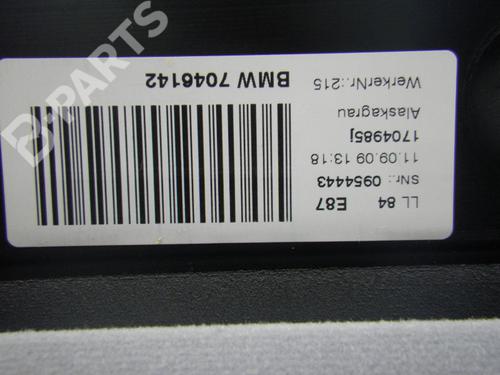 LL 84 E87
SNr.: 0954443
11.09.09 13:18
1704985j
Alaskagrau
WerkerNr.:215
BMW 7046142
B-PARTS